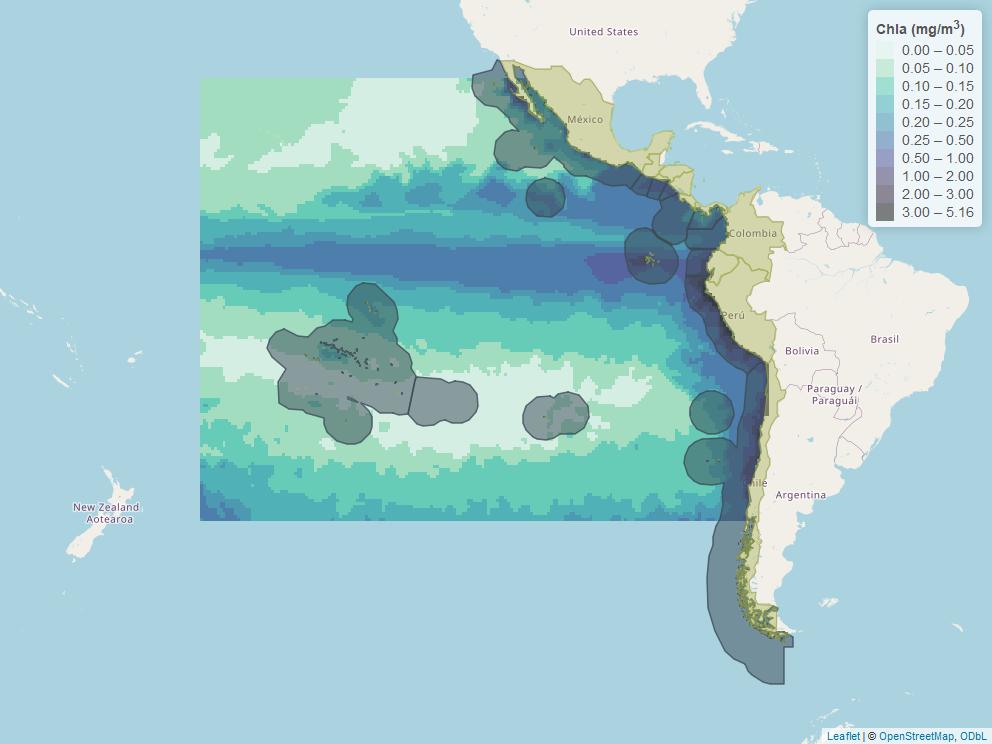 United States
Chla (mg/m3)
0.00 – 0.05
0.05 – 0.10
0.10 – 0.15
0.15 – 0.20
0.20 – 0.25
0.25 – 0.50
0.50 – 1.00
1.00 – 2.00
2.00 – 3.00
3.00 – 5.16
México
Colombia
Perú
Brasil
Bolivia
Paraguay /
Paraguái
hile
Argentina
New Zealand
Aotearoa
Leaflet | © OpenStreetMap, ODbL